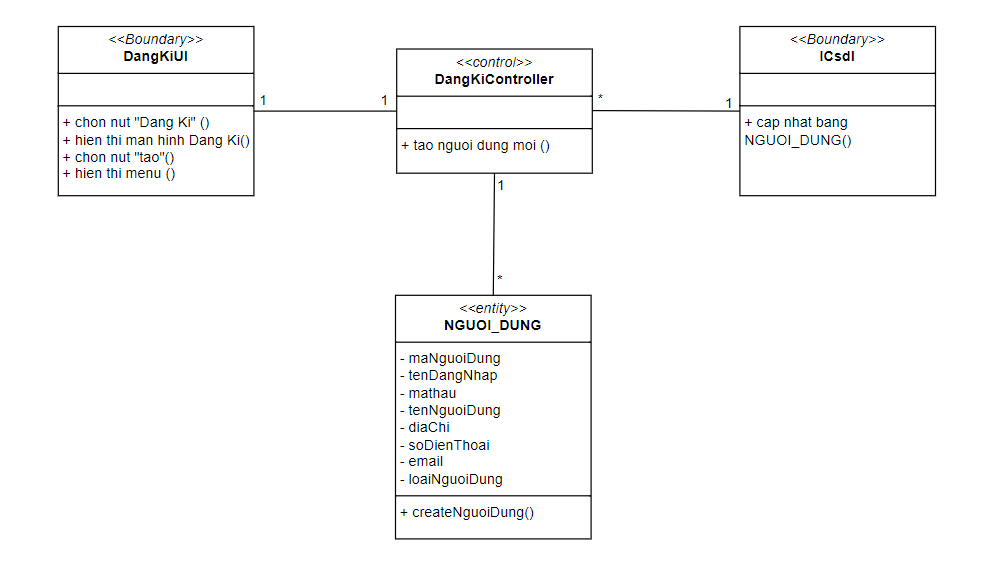 <<Boundary>>
DangKiUI
+ chon nut "Dang Ki" ()
+ hien thi man hinh Dang Ki()
+ chon nut "tao"()
+ hien thi menu ()
1
1
<<control>>
DangKiController
+ tao nguoi dung moi ()
*
1
<<Boundary>>
ICsdl
+ cap nhat bang
NGUOI_DUNG()
1
*
<<entity>>
NGUOI_DUNG
- maNguoiDung
- tenDangNhap
- mathau
- tenNguoiDung
- diaChi
- soDienThoai
- email
- loaiNguoiDung
+ createNguoiDung()